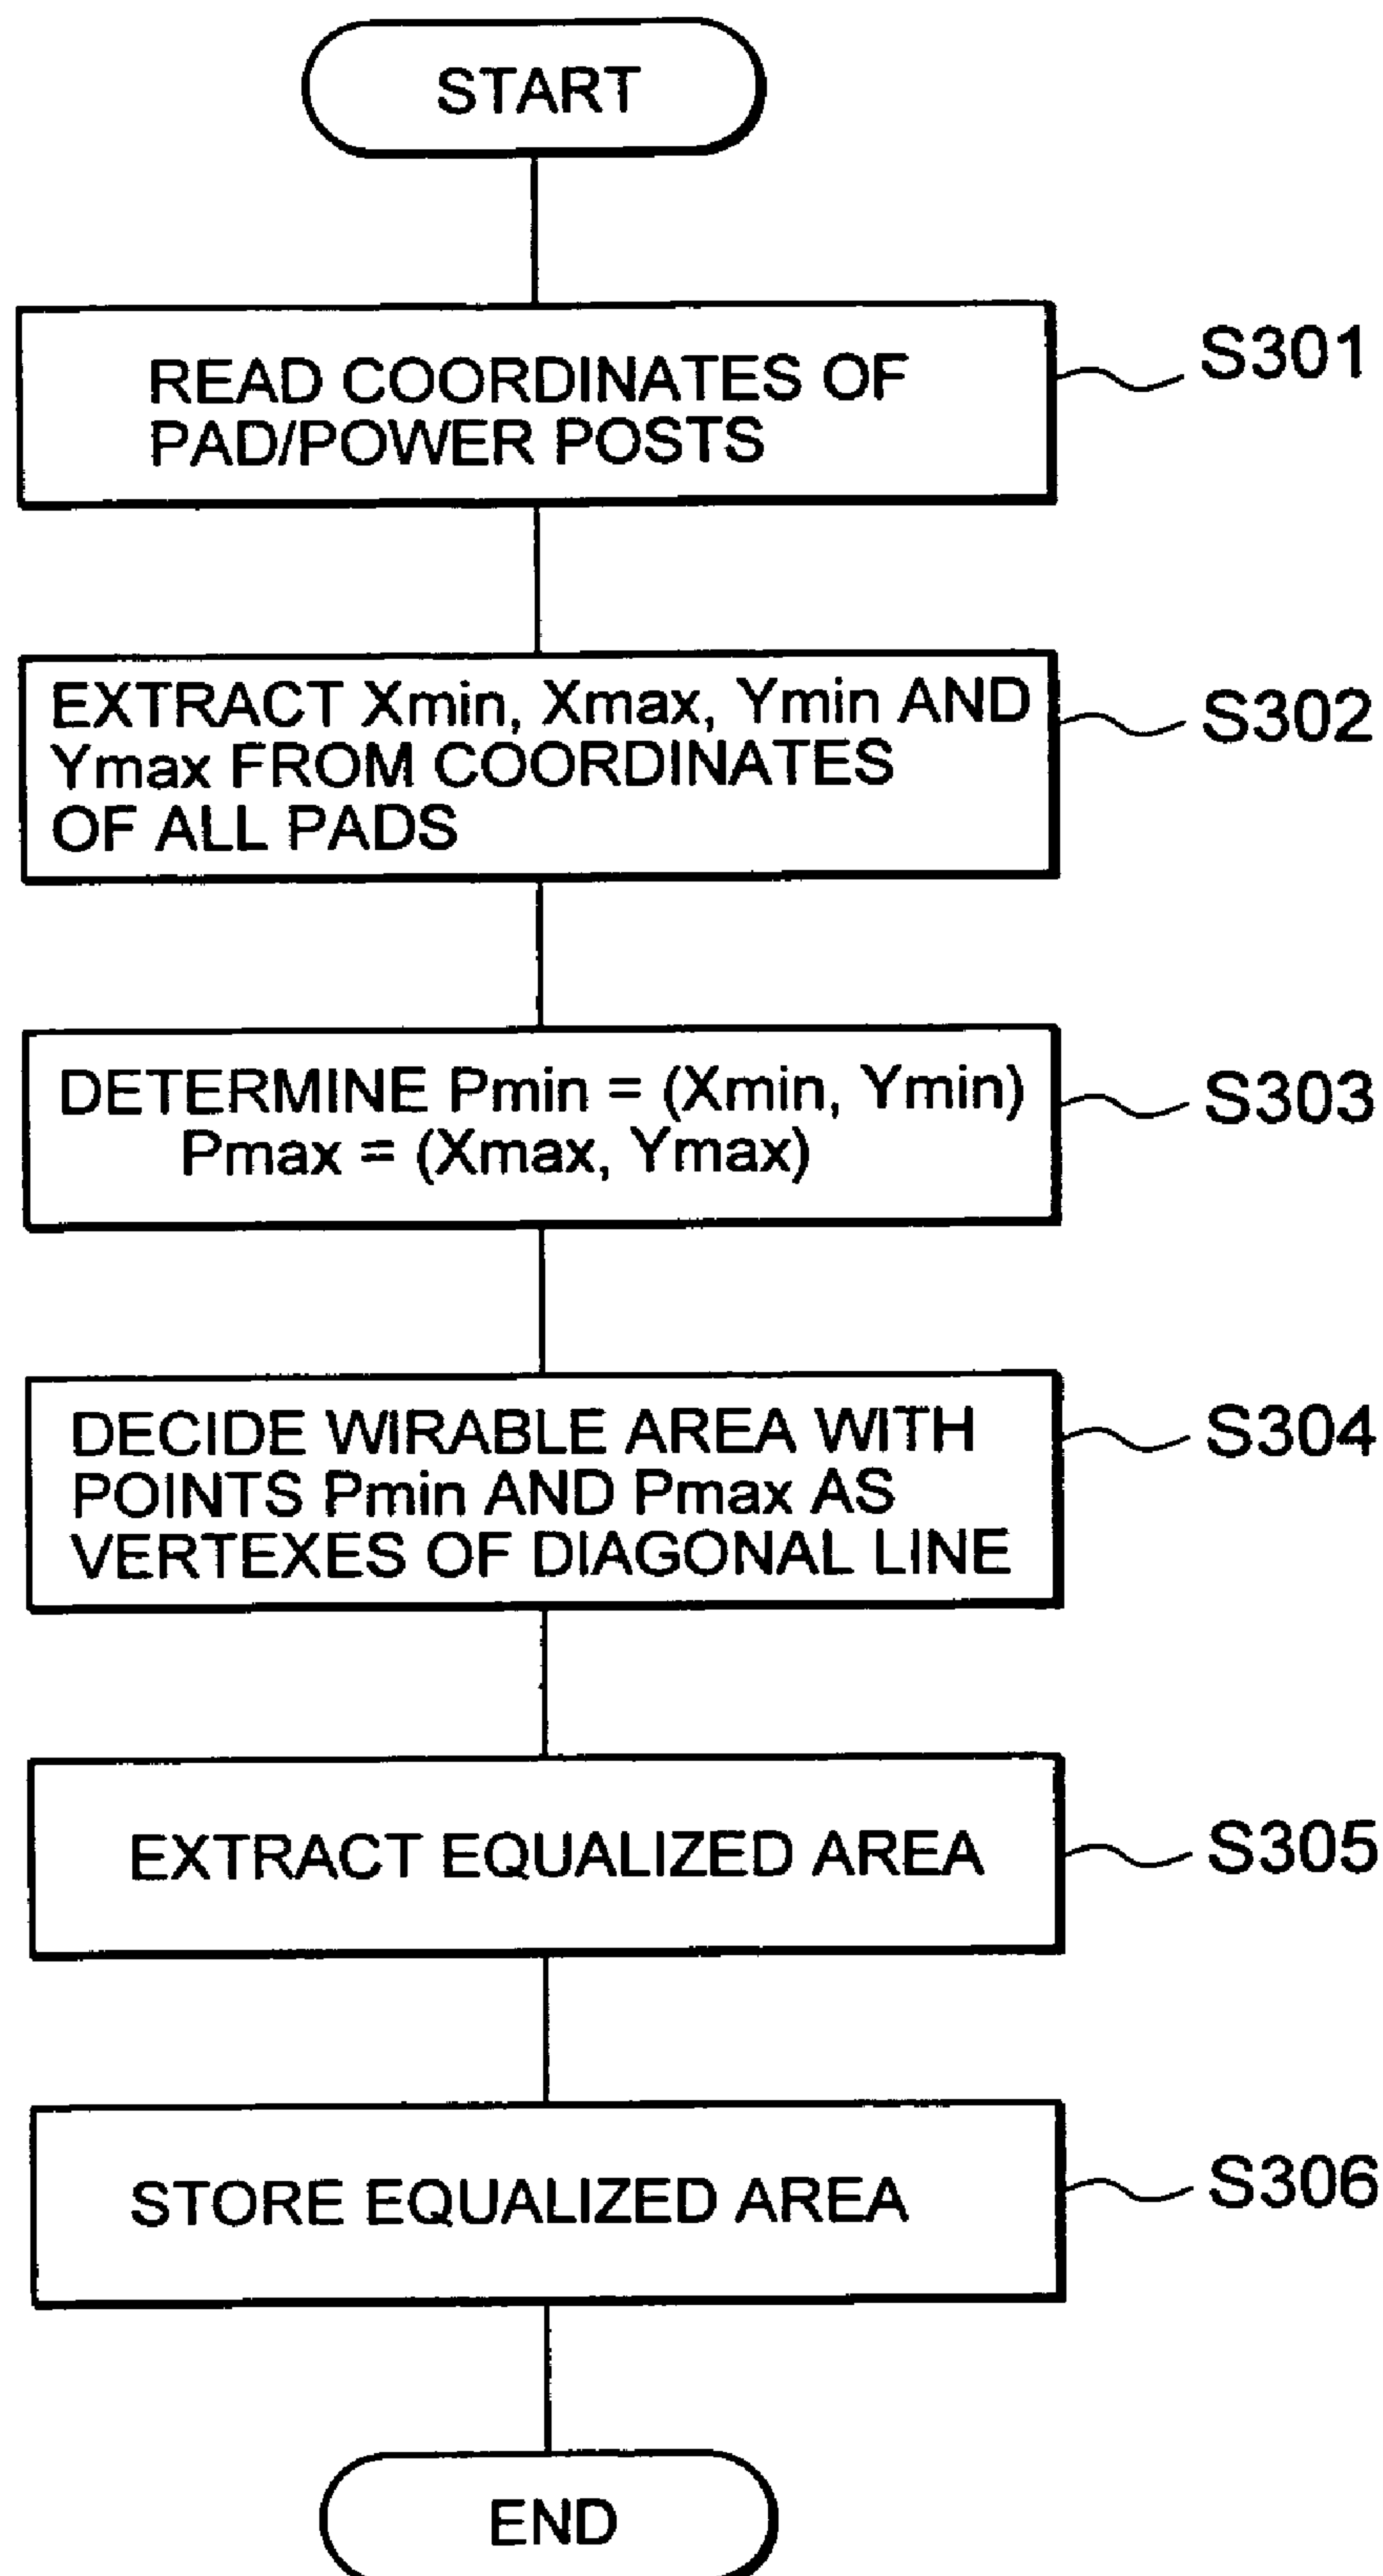 START
READ COORDINATES OF
PAD/POWER POSTS
S301
EXTRACT Xmin, Xmax, Ymin AND
Ymax FROM COORDINATES
OF ALL PADS
S302
DETERMINE Pmin = (Xmin, Ymin)
Pmax = (Xmax, Ymax)
S303
DECIDE WIRABLE AREA WITH
POINTS Pmin AND Pmax AS
VERTEXES OF DIAGONAL LINE
S304
EXTRACT EQUALIZED AREA
S305
STORE EQUALIZED AREA
S306
END